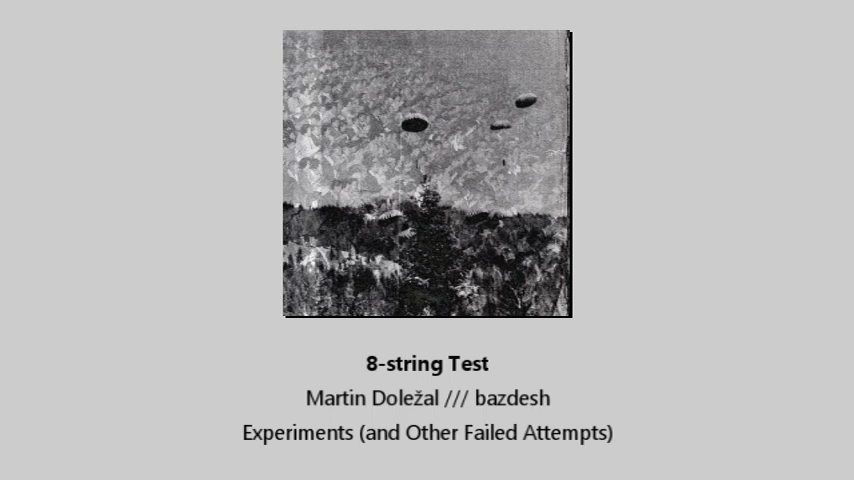 8-string Test
Martin Doležal /// bazdesh
Experiments (and Other Failed Attempts)